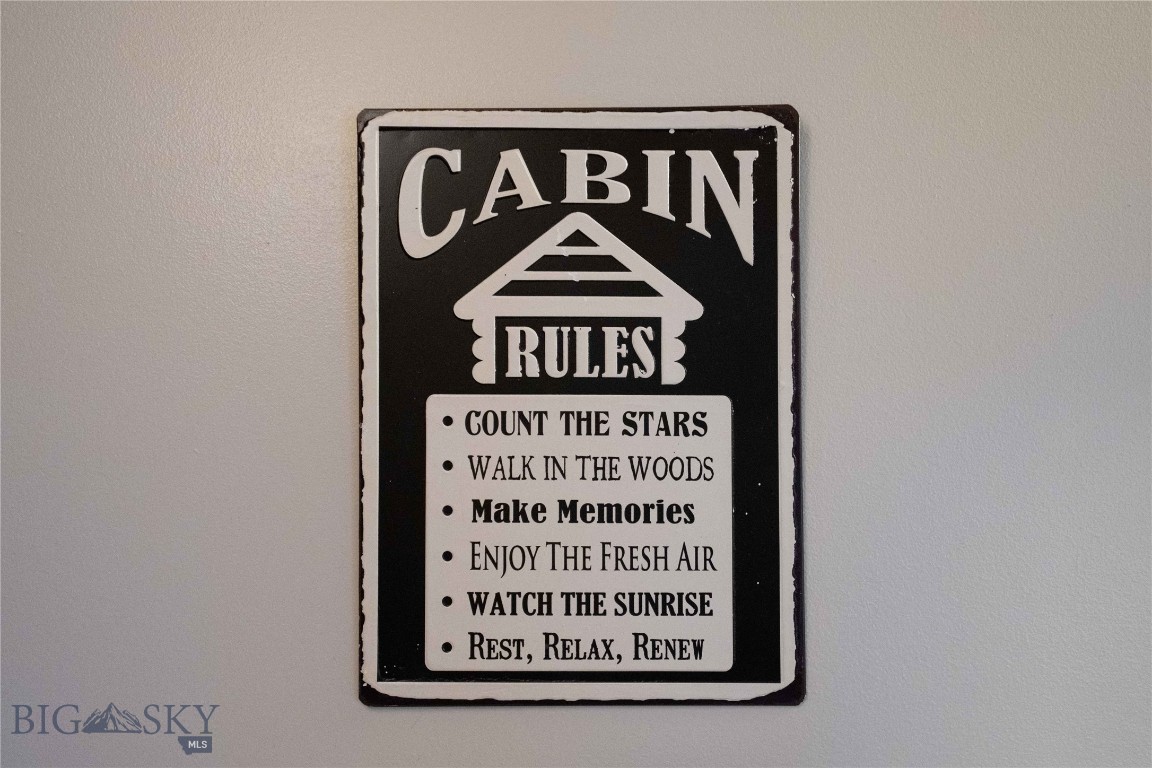 CABIN
RULES
• COUNT THE STARS
• WALK IN THE WOODS
• Make Memories
• ENJOY THE FRESH AIR
• WATCH THE SUNRISE
• REST, RELAX, RENEW
BIG SKY
MLS